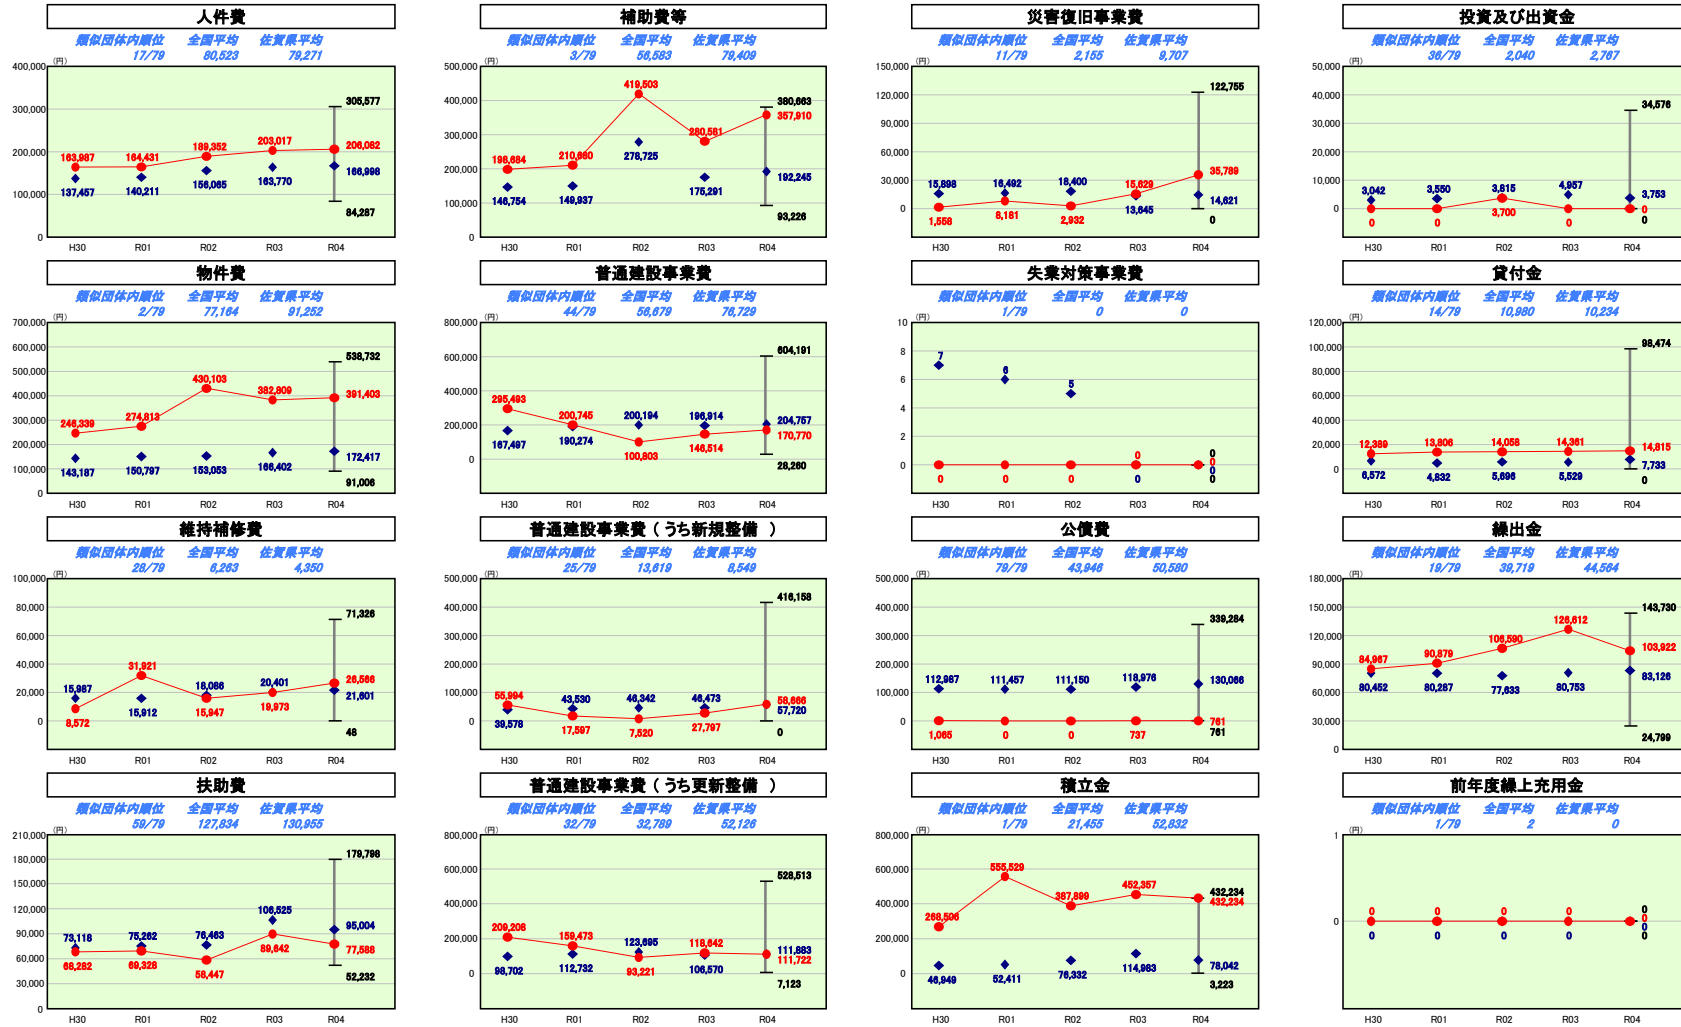 人件費
類似団体内順位 全国平均 佐賀県平均
17/79 80,523 79,271
(円)
400,000
300,000
200,000
100,000
0
163,987 164,431 189,352 203,017 206,082
137,457 140,211 156,065 163,770 166,998
305,577
84,287
H30 R01 R02 R03 R04
補助費等
類似団体内順位 全国平均 佐賀県平均
3/79 56,583 79,409
(円)
500,000
400,000
300,000
200,000
100,000
0
198,684 210,680 419,503 280,581 357,910
146,754 149,937 278,725 175,291 192,245
380,663
93,226
H30 R01 R02 R03 R04
災害復旧事業費
類似団体内順位 全国平均 佐賀県平均
11/79 2,155 9,707
(円)
150,000
120,000
90,000
60,000
30,000
0
15,898 16,492 18,400 15,629 35,789
1,558 8,181 2,932 13,645 14,621
122,755
0
H30 R01 R02 R03 R04
投資及び出資金
類似団体内順位 全国平均 佐賀県平均
36/79 2,040 2,767
(円)
50,000
40,000
30,000
20,000
10,000
0
3,042 3,550 3,815 4,957 3,753
0 0 3,700 0 0
34,576
0
H30 R01 R02 R03 R04
物件費
類似団体内順位 全国平均 佐賀県平均
2/79 77,164 91,252
(円)
700,000
600,000
500,000
400,000
300,000
200,000
100,000
0
246,339 274,813 430,103 382,809 391,403
143,187 150,797 153,053 166,402 172,417
538,732
91,006
H30 R01 R02 R03 R04
普通建設事業費
類似団体内順位 全国平均 佐賀県平均
44/79 56,679 76,729
(円)
800,000
600,000
400,000
200,000
0
295,493 200,745 200,194 196,914 204,757
167,497 190,274 100,803 146,514 170,770
604,191
28,260
H30 R01 R02 R03 R04
失業対策事業費
類似団体内順位 全国平均 佐賀県平均
1/79 0 0
(円)
10
8
6
4
2
0
7 6 5 0 0
0 0 0 0 0
0
0
H30 R01 R02 R03 R04
貸付金
類似団体内順位 全国平均 佐賀県平均
14/79 10,980 10,234
(円)
120,000
100,000
80,000
60,000
40,000
20,000
0
12,389 13,806 14,058 14,361 14,815
6,572 4,832 5,696 5,529 7,733
98,474
0
H30 R01 R02 R03 R04
維持補修費
類似団体内順位 全国平均 佐賀県平均
28/79 6,263 4,350
(円)
100,000
80,000
60,000
40,000
20,000
0
15,987 31,921 18,086 20,401 26,566
8,572 15,912 15,947 19,973 21,601
71,326
48
H30 R01 R02 R03 R04
普通建設事業費（うち新規整備 ）
類似団体内順位 全国平均 佐賀県平均
25/79 13,619 8,549
(円)
500,000
400,000
300,000
200,000
100,000
0
55,994 43,530 46,342 46,473 58,666
39,578 17,597 7,520 27,797 57,720
416,158
0
H30 R01 R02 R03 R04
公債費
類似団体内順位 全国平均 佐賀県平均
79/79 43,946 50,580
(円)
500,000
400,000
300,000
200,000
100,000
0
112,987 111,457 111,150 118,976 130,066
1,065 0 0 737 761
339,284
761
H30 R01 R02 R03 R04
繰出金
類似団体内順位 全国平均 佐賀県平均
19/79 39,719 44,564
(円)
180,000
150,000
120,000
90,000
60,000
30,000
0
84,967 90,879 106,590 126,612 103,922
80,452 80,287 77,633 80,753 83,126
143,730
24,799
H30 R01 R02 R03 R04
扶助費
類似団体内順位 全国平均 佐賀県平均
59/79 127,834 130,955
(円)
210,000
180,000
150,000
120,000
90,000
60,000
30,000
0
73,118 75,262 76,463 106,525 95,004
68,282 69,328 58,447 89,642 77,588
179,798
52,232
H30 R01 R02 R03 R04
普通建設事業費（うち更新整備 ）
類似団体内順位 全国平均 佐賀県平均
32/79 32,789 52,126
(円)
800,000
600,000
400,000
200,000
0
209,208 159,473 123,695 118,642 111,883
98,702 112,732 93,221 106,570 111,722
528,513
7,123
H30 R01 R02 R03 R04
積立金
類似団体内順位 全国平均 佐賀県平均
1/79 21,455 52,832
(円)
800,000
600,000
400,000
200,000
0
268,506 555,529 387,899 452,357 432,234
46,949 52,411 76,332 114,983 78,042
432,234
3,223
H30 R01 R02 R03 R04
前年度繰上充用金
類似団体内順位 全国平均 佐賀県平均
1/79 2 0
(円)
1
0
0 0 0 0 0
0 0 0 0 0
0
0
H30 R01 R02 R03 R04